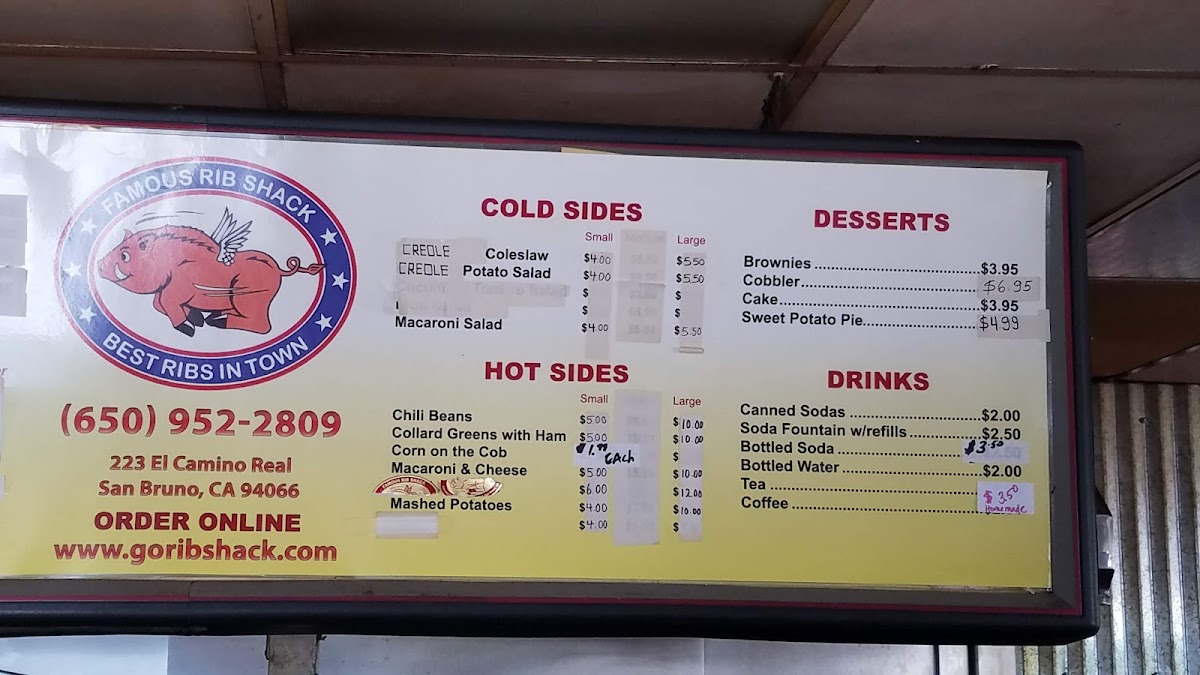 FAMOUS RIB SHACK
BEST RIBS IN TOWN
(650) 952-2809
223 El Camino Real
San Bruno, CA 94066
ORDER ONLINE
www.goribshack.com
COLD SIDES
Small Large
CREOLE Coleslaw $4.00 $5.50
CREOLE Potato Salad $4.00 $5.50
$ $
$ $
Macaroni Salad $4.00 $5.50
HOT SIDES
Small Large
Chili Beans $5.00 $10.00
Collard Greens with Ham $5.00 $10.00
Corn on the Cob $1.99 EACH $
Macaroni & Cheese $5.00 $10.00
FAMOUS RIB SHACK $6.00 $12.00
Mashed Potatoes $4.00 $10.00
$4.00 $
DESSERTS
Brownies $3.95
Cobbler $6.95
Cake $3.95
Sweet Potato Pie $4.99
DRINKS
Canned Sodas $2.00
Soda Fountain w/refills $2.50
Bottled Soda $3.50
Bottled Water $2.00
Tea $3.50
Homemade
Coffee